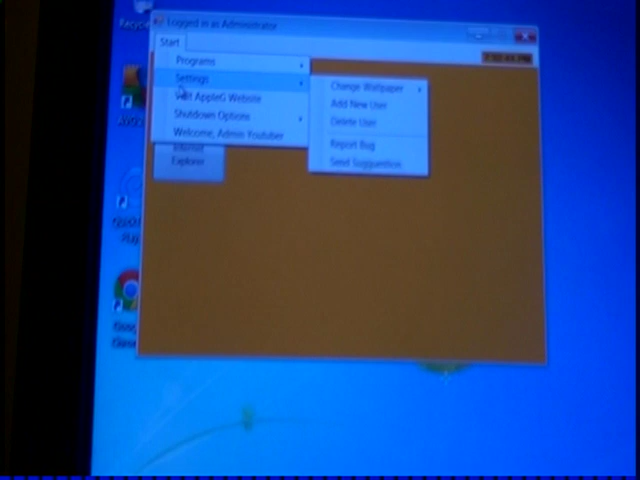 Logged in as Administrator
Start
Programs
Settings
Visit AppleG Website
Shutdown Options
Welcome, Admin Youtuber
Change Wallpaper
Add New User
Delete User
Report Bug
Send Suggestion
Internet
Explorer